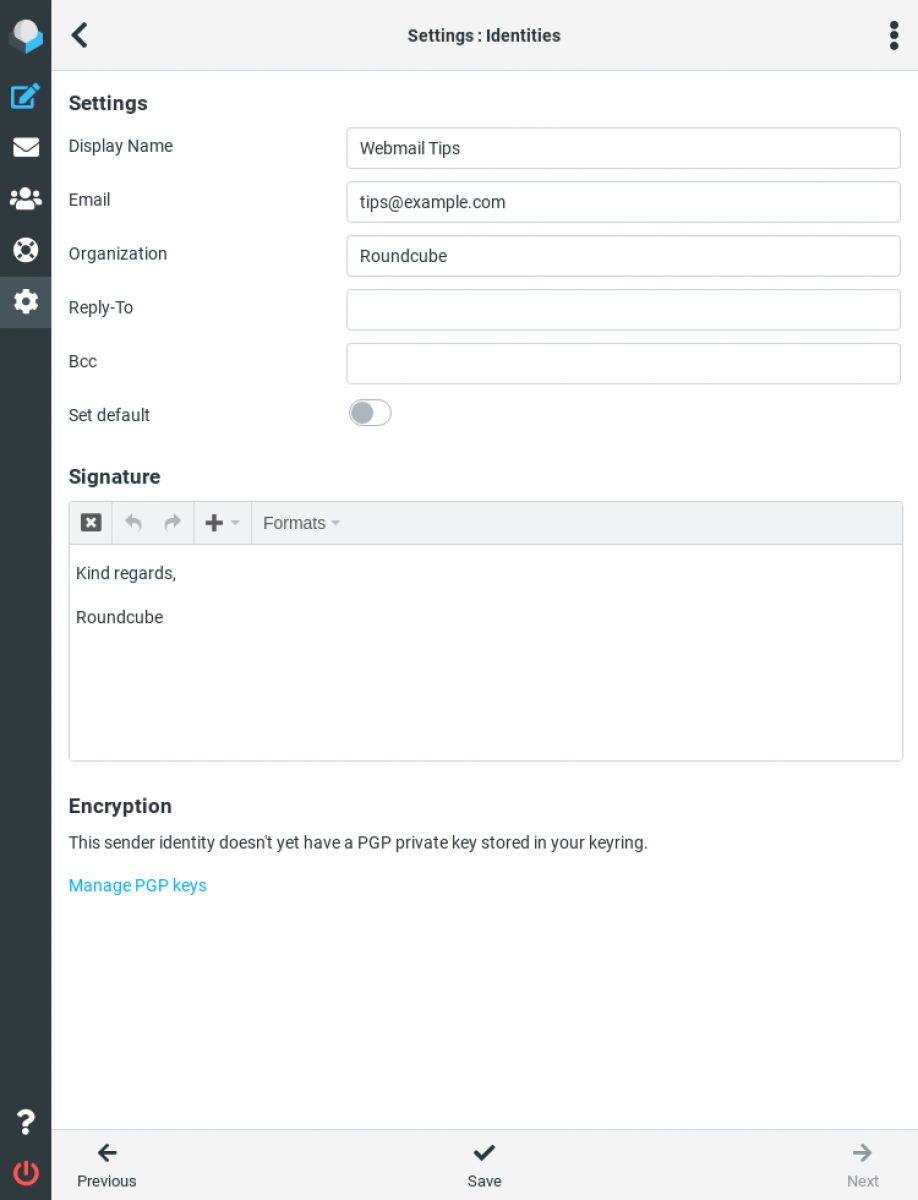 Settings : Identities
Settings
Display Name
Webmail Tips
Email
tips@example.com
Organization
Roundcube
Reply-To
Bcc
Set default
Signature
Formats
Kind regards,
Roundcube
Encryption
This sender identity doesn't yet have a PGP private key stored in your keyring.
Manage PGP keys
Previous
Save
Next